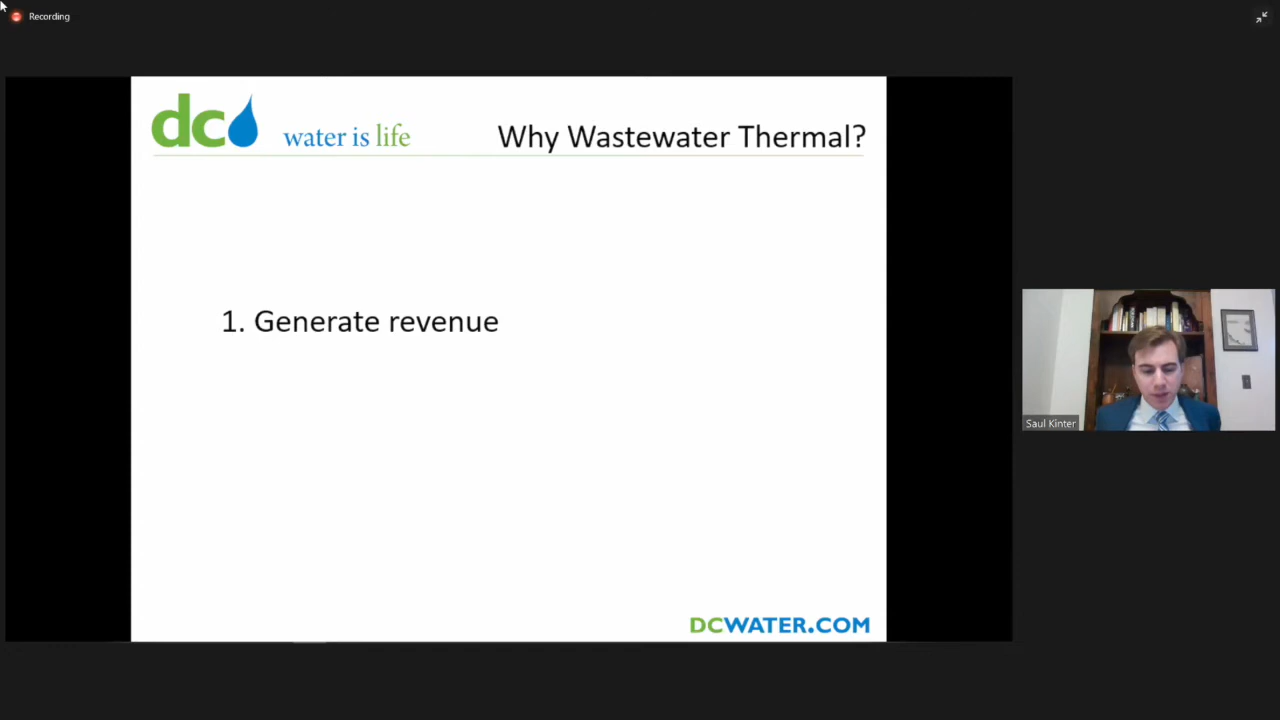 Recording
dc
water is life
Why Wastewater Thermal?
1. Generate revenue
Saul Kinter
DCWATER.COM